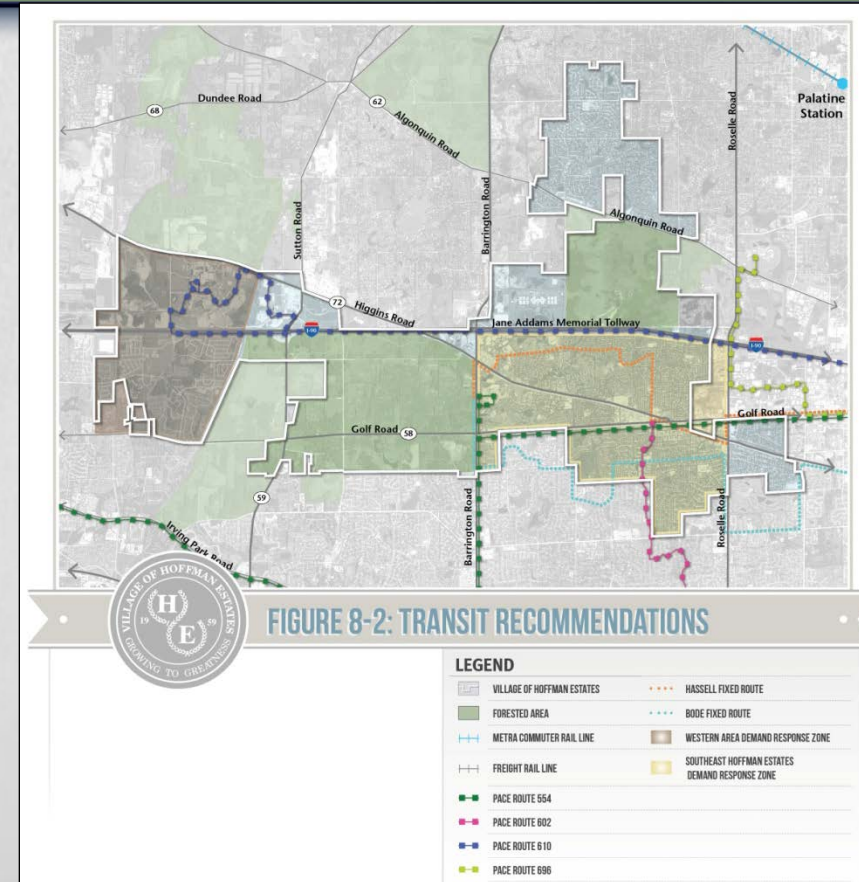 Dundee Road
68
62
Algonquin Road
Palatine
Station
Roselle Road
Barrington Road
Sutton Road
Algonquin Road
72
Higgins Road
Jane Addams Memorial Tollway
I-90
I-90
Golf Road
Golf Road
58
59
Barrington Road
Roselle Road
Irving Park Road
VILLAGE OF HOFFMAN ESTATES
19 H E 59
GROWING TO GREATNESS
FIGURE 8-2: TRANSIT RECOMMENDATIONS
LEGEND
VILLAGE OF HOFFMAN ESTATES
FORESTED AREA
METRA COMMUTER RAIL LINE
FREIGHT RAIL LINE
PACE ROUTE 554
PACE ROUTE 602
PACE ROUTE 610
PACE ROUTE 696
HASSELL FIXED ROUTE
BODE FIXED ROUTE
WESTERN AREA DEMAND RESPONSE ZONE
SOUTHEAST HOFFMAN ESTATES
DEMAND RESPONSE ZONE